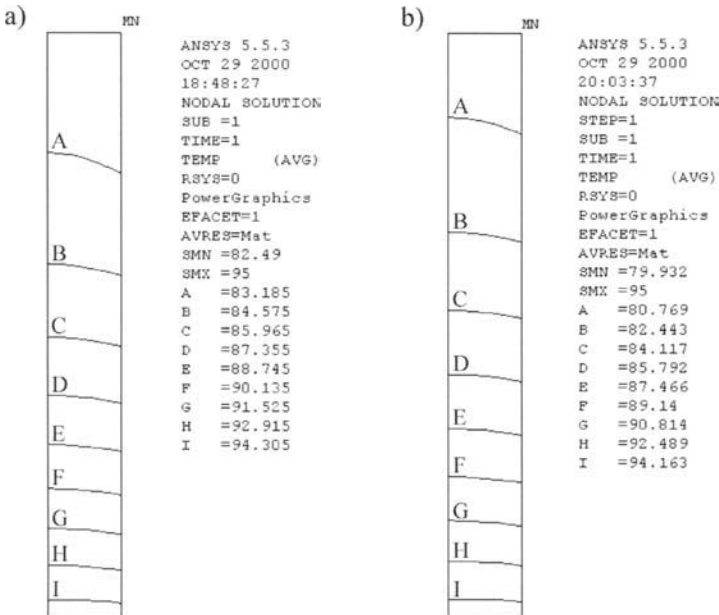 a)
MN
A
B
C
D
E
F
G
H
I
ANSYS 5.5.3
OCT 29 2000
18:48:27
NODAL SOLUTION
SUB =1
TIME=1
TEMP (AVG)
RSYS=0
PowerGraphics
EFACET=1
AVRES=Mat
SMN =82.49
SMX =95
A =83.185
B =84.575
C =85.965
D =87.355
E =88.745
F =90.135
G =91.525
H =92.915
I =94.305
b)
MN
A
B
C
D
E
F
G
H
I
ANSYS 5.5.3
OCT 29 2000
20:03:37
NODAL SOLUTION
STEP=1
SUB =1
TIME=1
TEMP (AVG)
RSYS=0
PowerGraphics
EFACET=1
AVRES=Mat
SMN =79.932
SMX =95
A =80.769
B =82.443
C =84.117
D =85.792
E =87.466
F =89.14
G =90.814
H =92.489
I =94.163